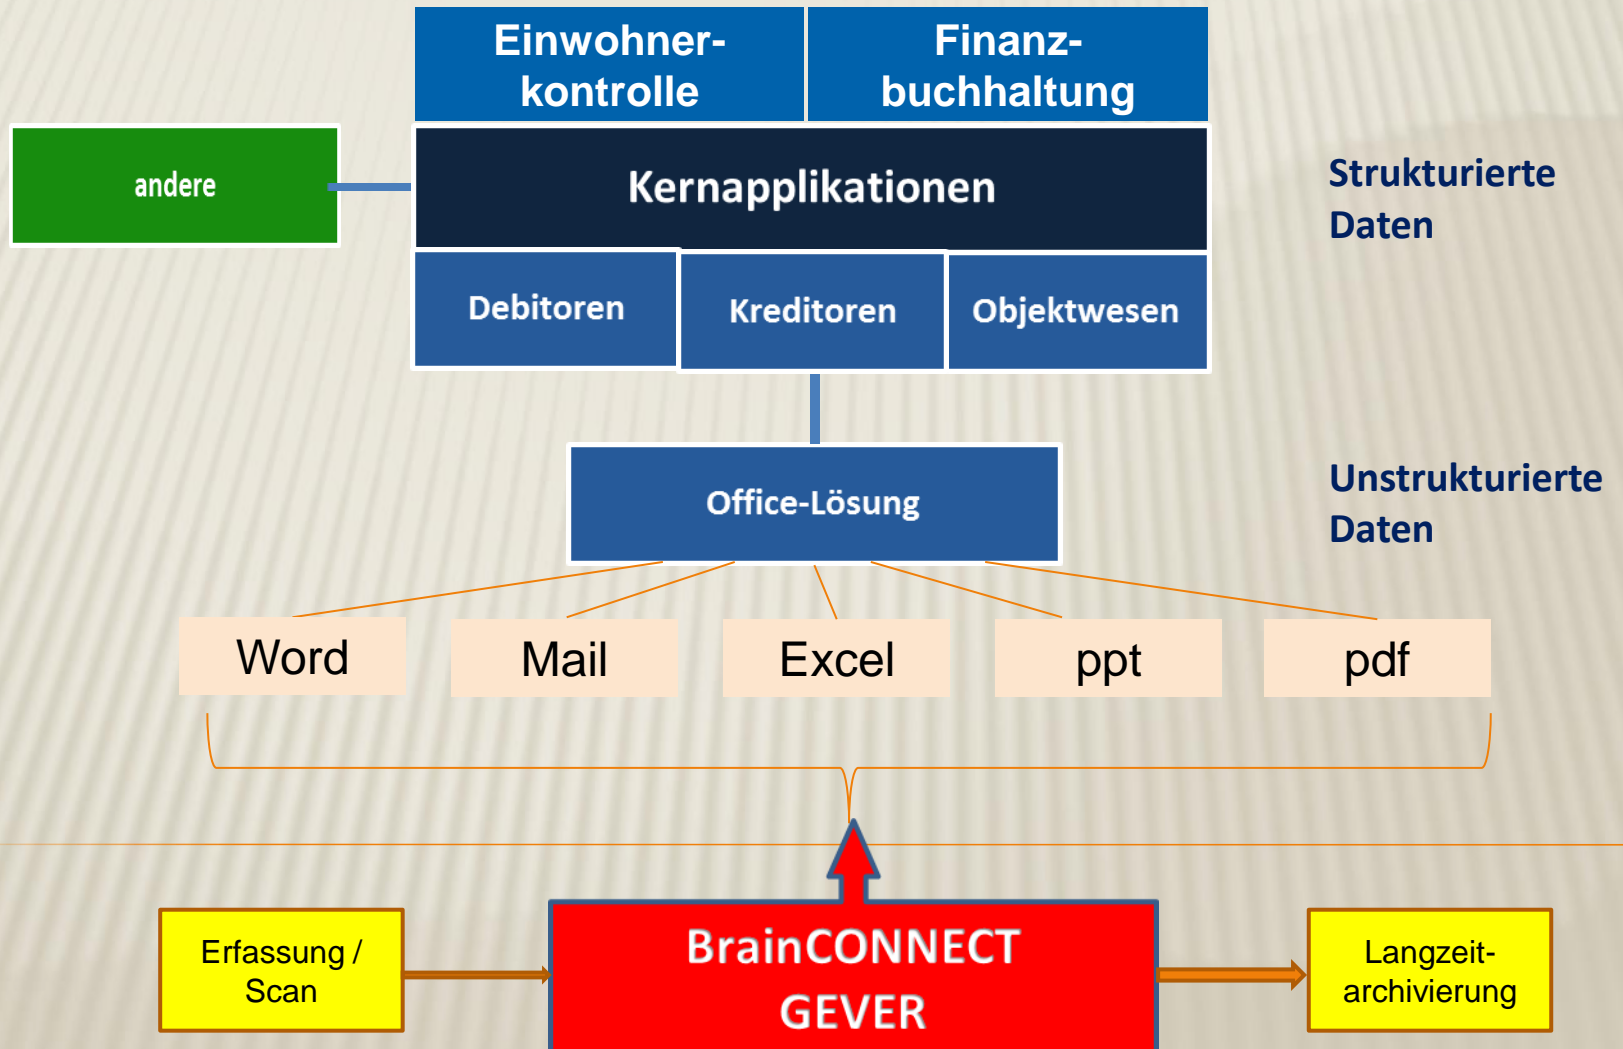 Einwohner-
kontrolle
Finanz-
buchhaltung
andere
Kernapplikationen
Strukturierte
Daten
Debitoren
Kreditoren
Objektwesen
Office-Lösung
Unstrukturierte
Daten
Word
Mail
Excel
ppt
pdf
Erfassung /
Scan
BrainCONNECT
GEVER
Langzeit-
archivierung